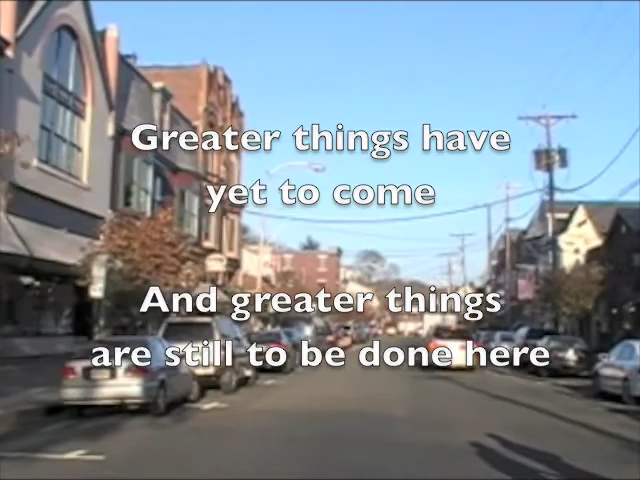 Greater things have
yet to come
And greater things
are still to be done here